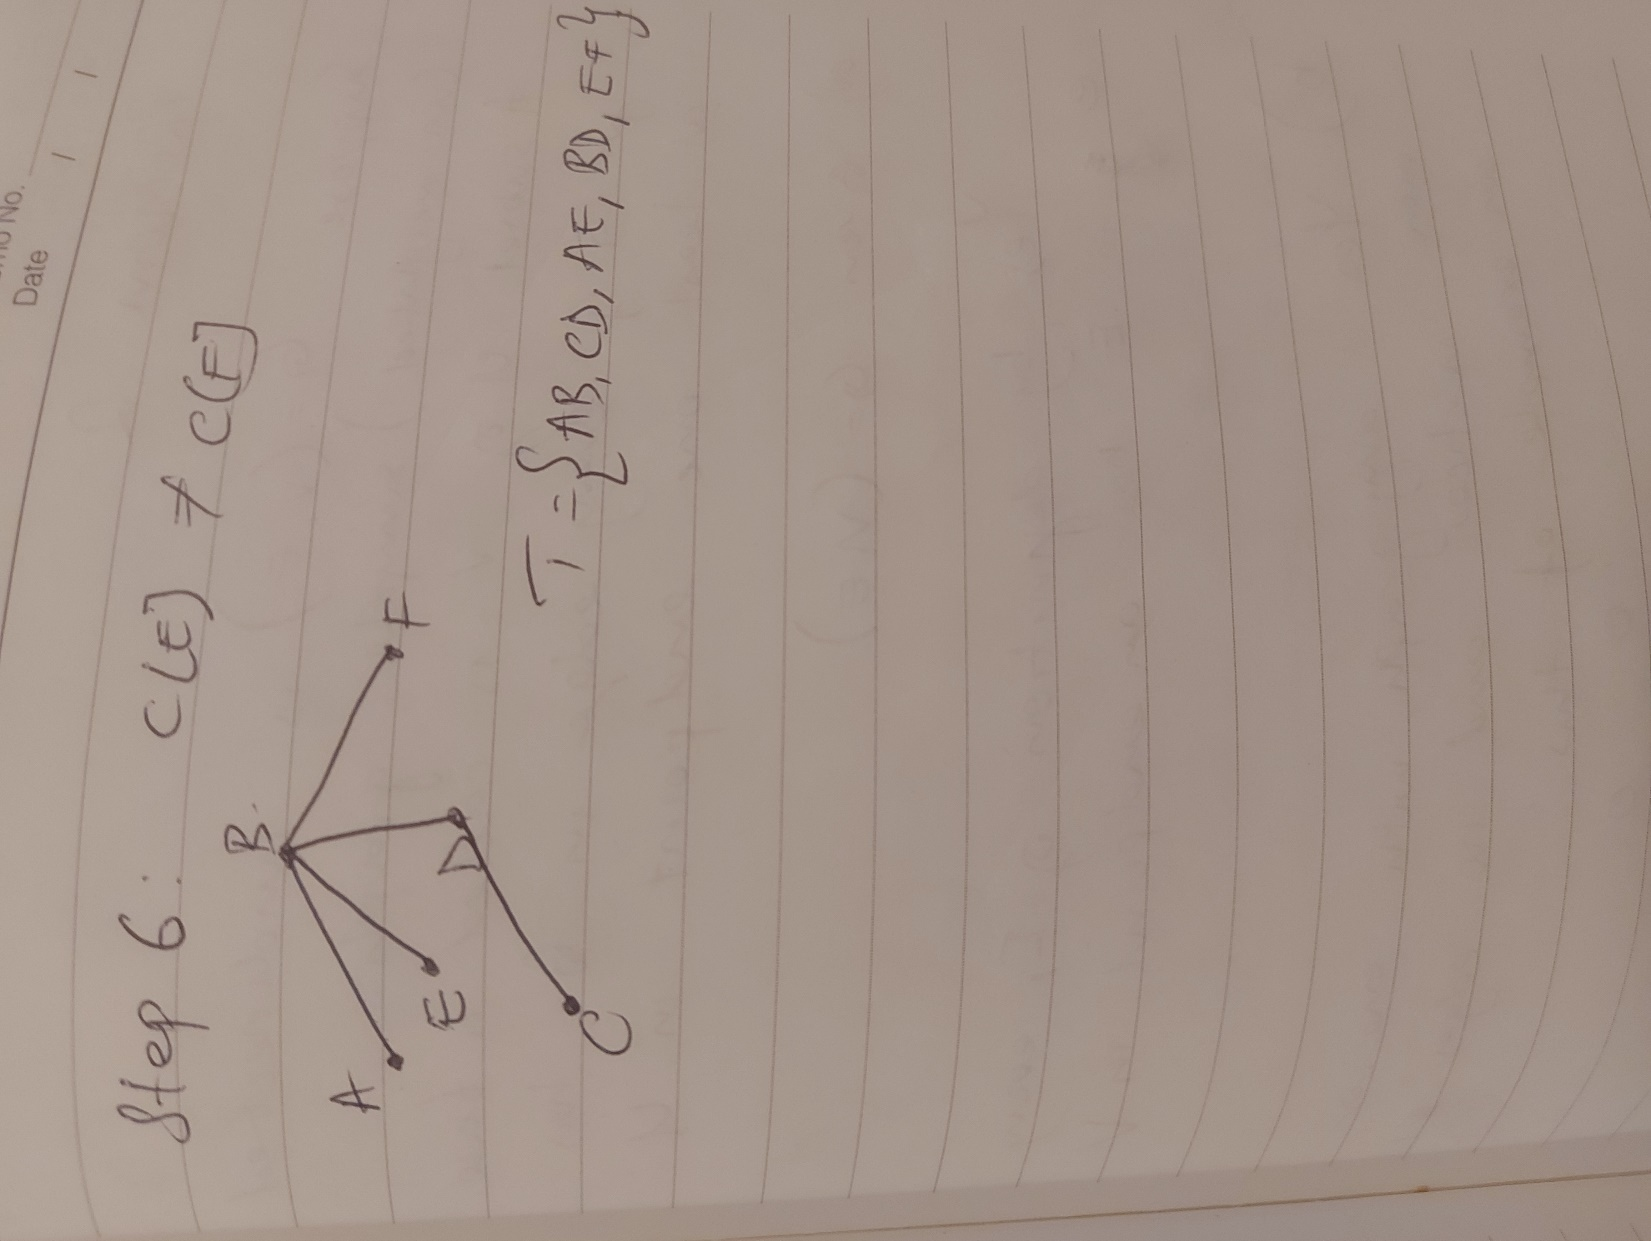 Date / /
Step 6: C[E] ≠ C[F]
B
A
E
D
F
C
T = {AB, CD, AE, BD, EF}